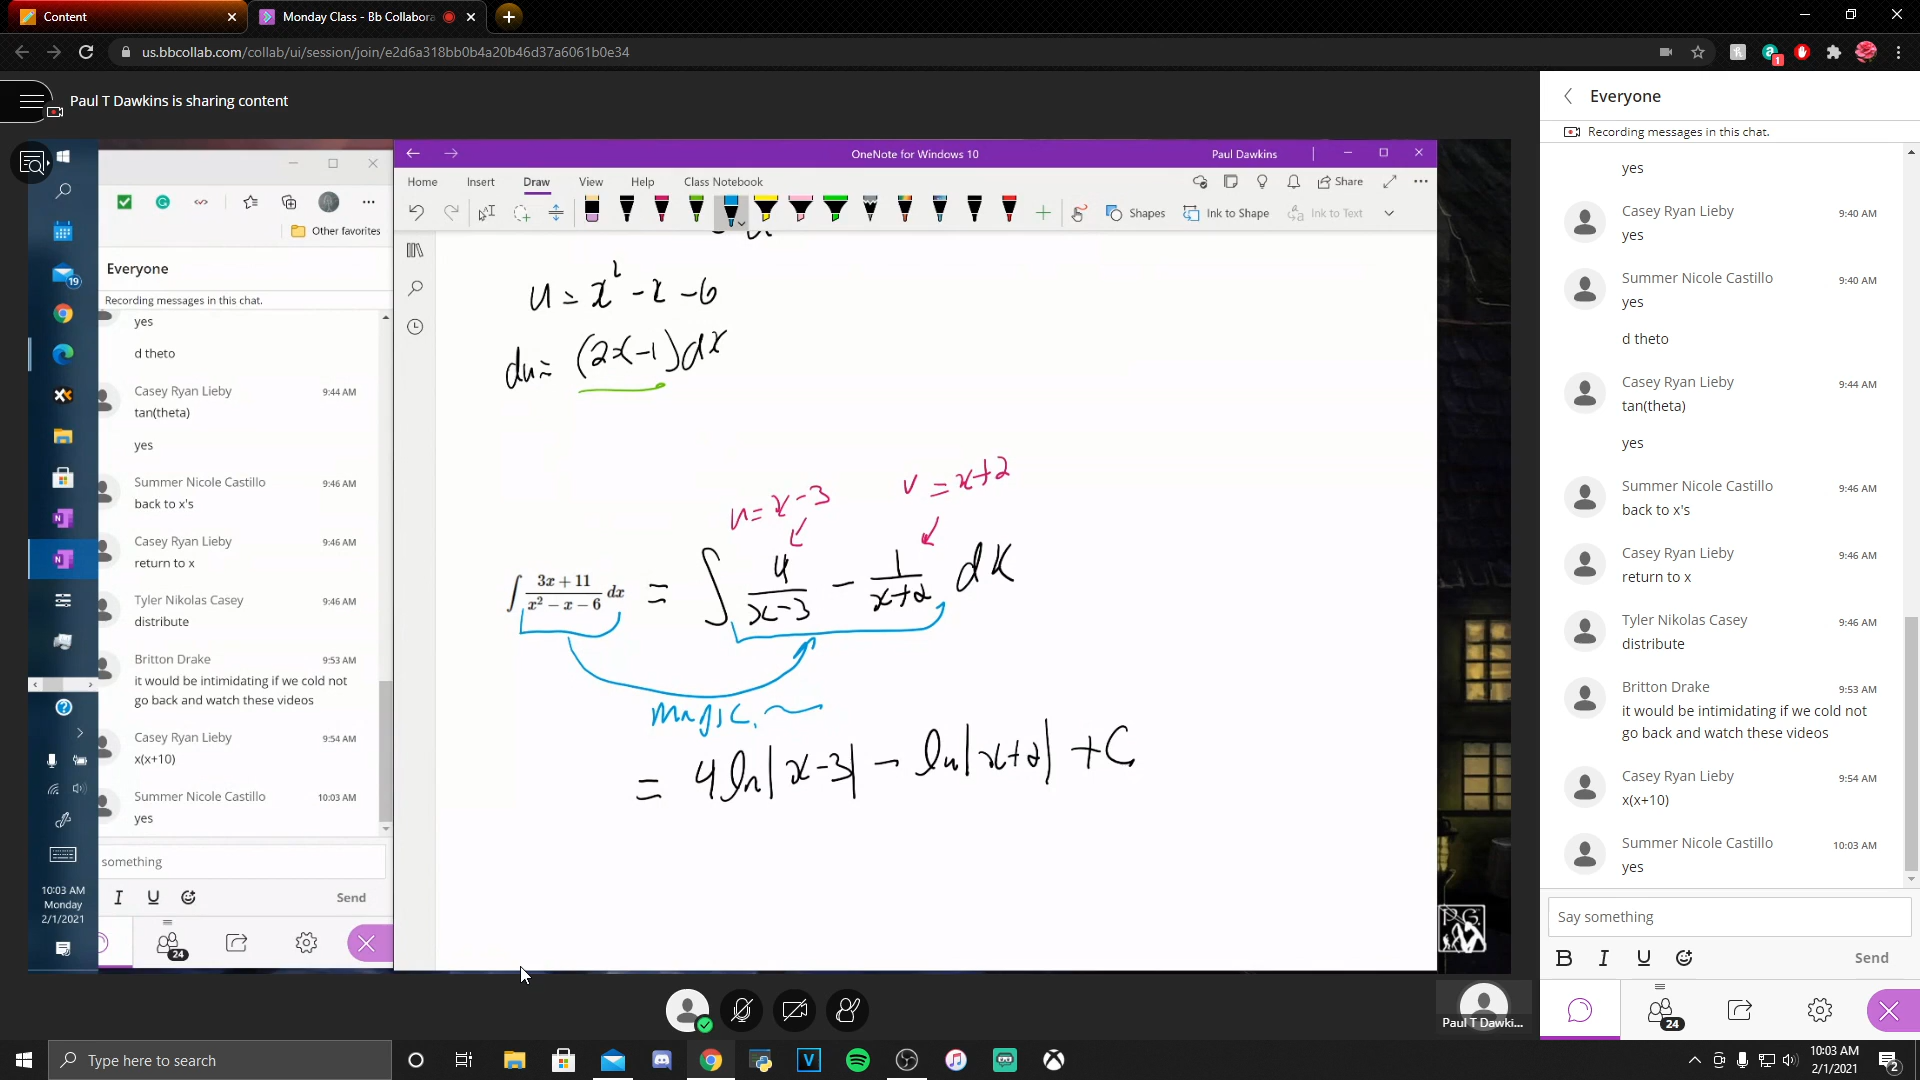 Content
Monday Class - Bb Collabora
us.bbcollab.com/collab/ui/session/join/e2d6a318bb0b4a20b46d37a6061b0e34
1
Paul T Dawkins is sharing content
19
Other favorites
Everyone
Recording messages in this chat.
yes
d theto
Casey Ryan Lieby 9:44 AM
tan(theta)
yes
Summer Nicole Castillo 9:46 AM
back to x's
Casey Ryan Lieby 9:46 AM
return to x
Tyler Nikolas Casey 9:46 AM
distribute
Britton Drake 9:53 AM
it would be intimidating if we cold not
go back and watch these videos
Casey Ryan Lieby 9:54 AM
x(x+10)
Summer Nicole Castillo 10:03 AM
yes
something
I U Send
24
10:03 AM
Monday
2/1/2021
OneNote for Windows 10
Paul Dawkins
Home Insert Draw View Help Class Notebook
Share
Shapes Ink to Shape Ink to Text
u = x² - x - 6
du = (2x-1)dx
u = x-3 v = x+2
∫ (3x + 11)/(x² − x − 6) dx = ∫ 4/(x-3) - 1/(x+2) dx
Magic.
= 4 ln|x-3| - ln|x+2| + C
P.G.
Everyone
Recording messages in this chat.
yes
Casey Ryan Lieby 9:40 AM
yes
Summer Nicole Castillo 9:40 AM
yes
d theto
Casey Ryan Lieby 9:44 AM
tan(theta)
yes
Summer Nicole Castillo 9:46 AM
back to x's
Casey Ryan Lieby 9:46 AM
return to x
Tyler Nikolas Casey 9:46 AM
distribute
Britton Drake 9:53 AM
it would be intimidating if we cold not
go back and watch these videos
Casey Ryan Lieby 9:54 AM
x(x+10)
Summer Nicole Castillo 10:03 AM
yes
Say something
B I U Send
24
Paul T Dawki...
Type here to search
10:03 AM
2/1/2021
2